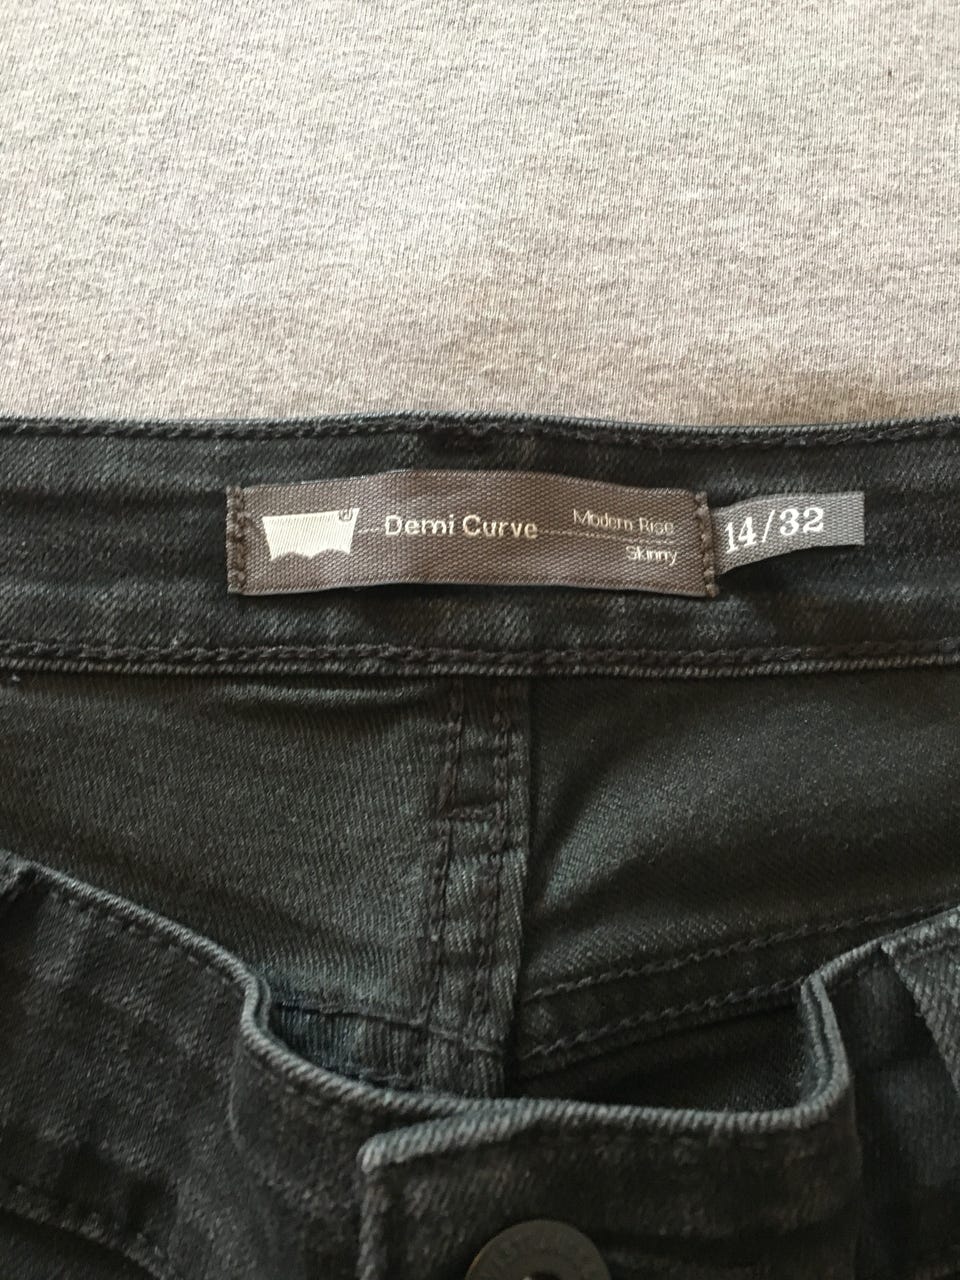 Demi Curve
Modern Rise
Skinny
14/32